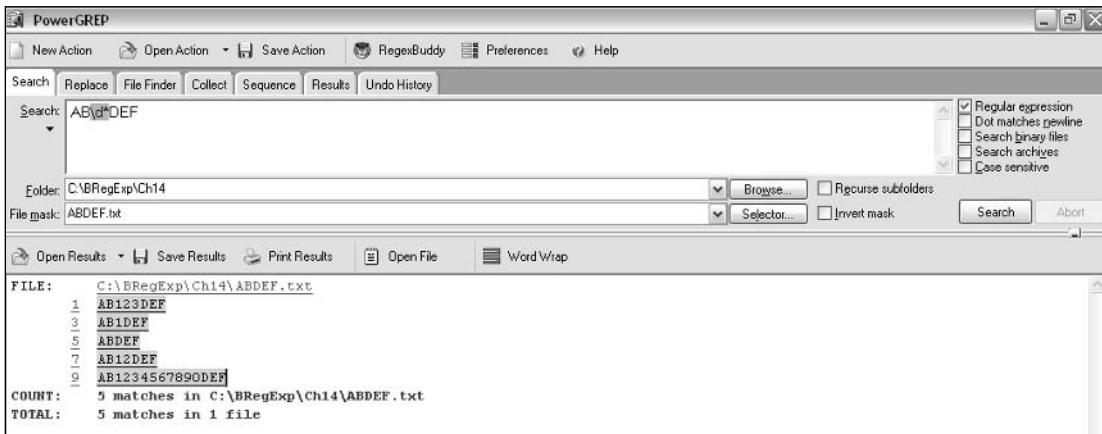 PowerGREP
New Action Open Action Save Action RegexBuddy Preferences Help
Search Replace File Finder Collect Sequence Results Undo History
Search: AB\d*DEF
Regular expression
Dot matches newline
Search binary files
Search archives
Case sensitive
Folder: C:\BRegExp\Ch14 Browse... Recurse subfolders
File mask: ABDEF.txt Selector... Invert mask Search Abort
Open Results Save Results Print Results Open File Word Wrap
FILE: C:\BRegExp\Ch14\ABDEF.txt
1 AB123DEF
3 AB1DEF
5 ABDEF
7 AB12DEF
9 AB1234567890DEF
COUNT: 5 matches in C:\BRegExp\Ch14\ABDEF.txt
TOTAL: 5 matches in 1 file